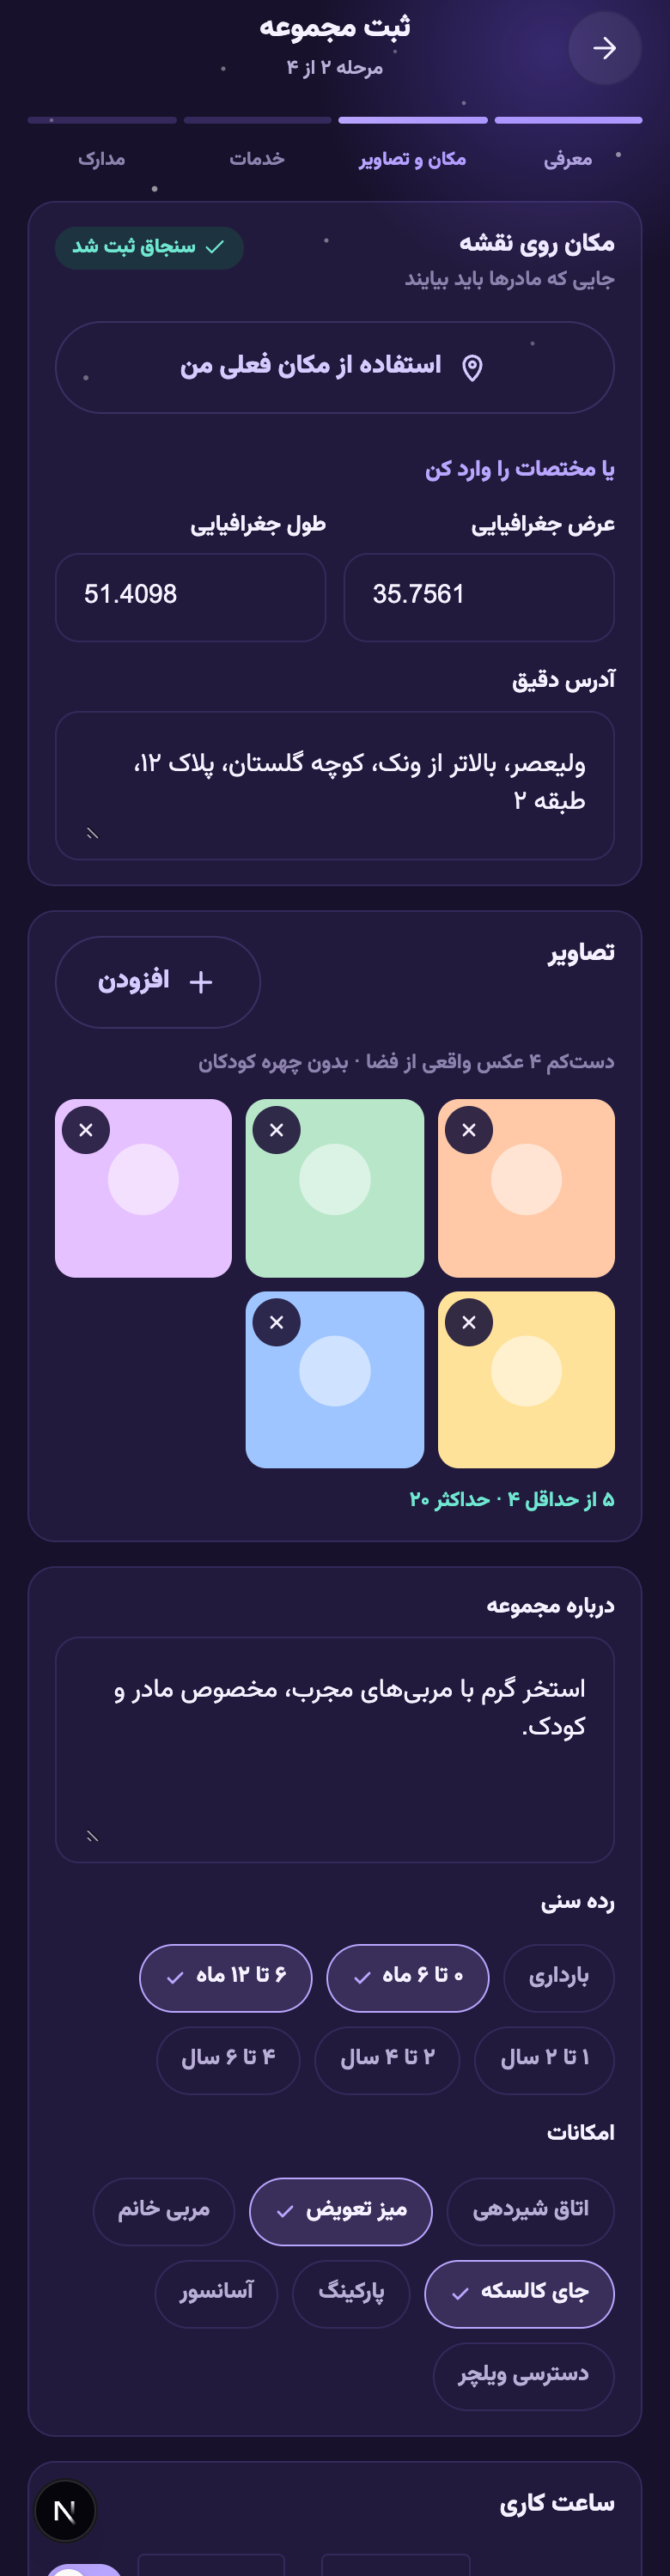 ثبت مجموعه
مرحله ۲ از ۴
معرفی
مکان و تصاویر
خدمات
مدارک
مکان روی نقشه
سنجاق ثبت شد
جایی که مادرها باید بیایند
استفاده از مکان فعلی من
یا مختصات را وارد کن
عرض جغرافیایی
طول جغرافیایی
35.7561
51.4098
آدرس دقیق
ولیعصر، بالاتر از ونک، کوچه گلستان، پلاک ۱۲،
طبقه ۲
تصاویر
افزودن
دست‌کم ۴ عکس واقعی از فضا · بدون چهره کودکان
۵ از حداقل ۴ · حداکثر ۲۰
درباره مجموعه
استخر گرم با مربی‌های مجرب، مخصوص مادر و
کودک.
رده سنی
بارداری
۰ تا ۶ ماه
۶ تا ۱۲ ماه
۱ تا ۲ سال
۲ تا ۴ سال
۴ تا ۶ سال
امکانات
اتاق شیردهی
میز تعویض
مربی خانم
جای کالسکه
پارکینگ
آسانسور
دسترسی ویلچر
ساعت کاری
N